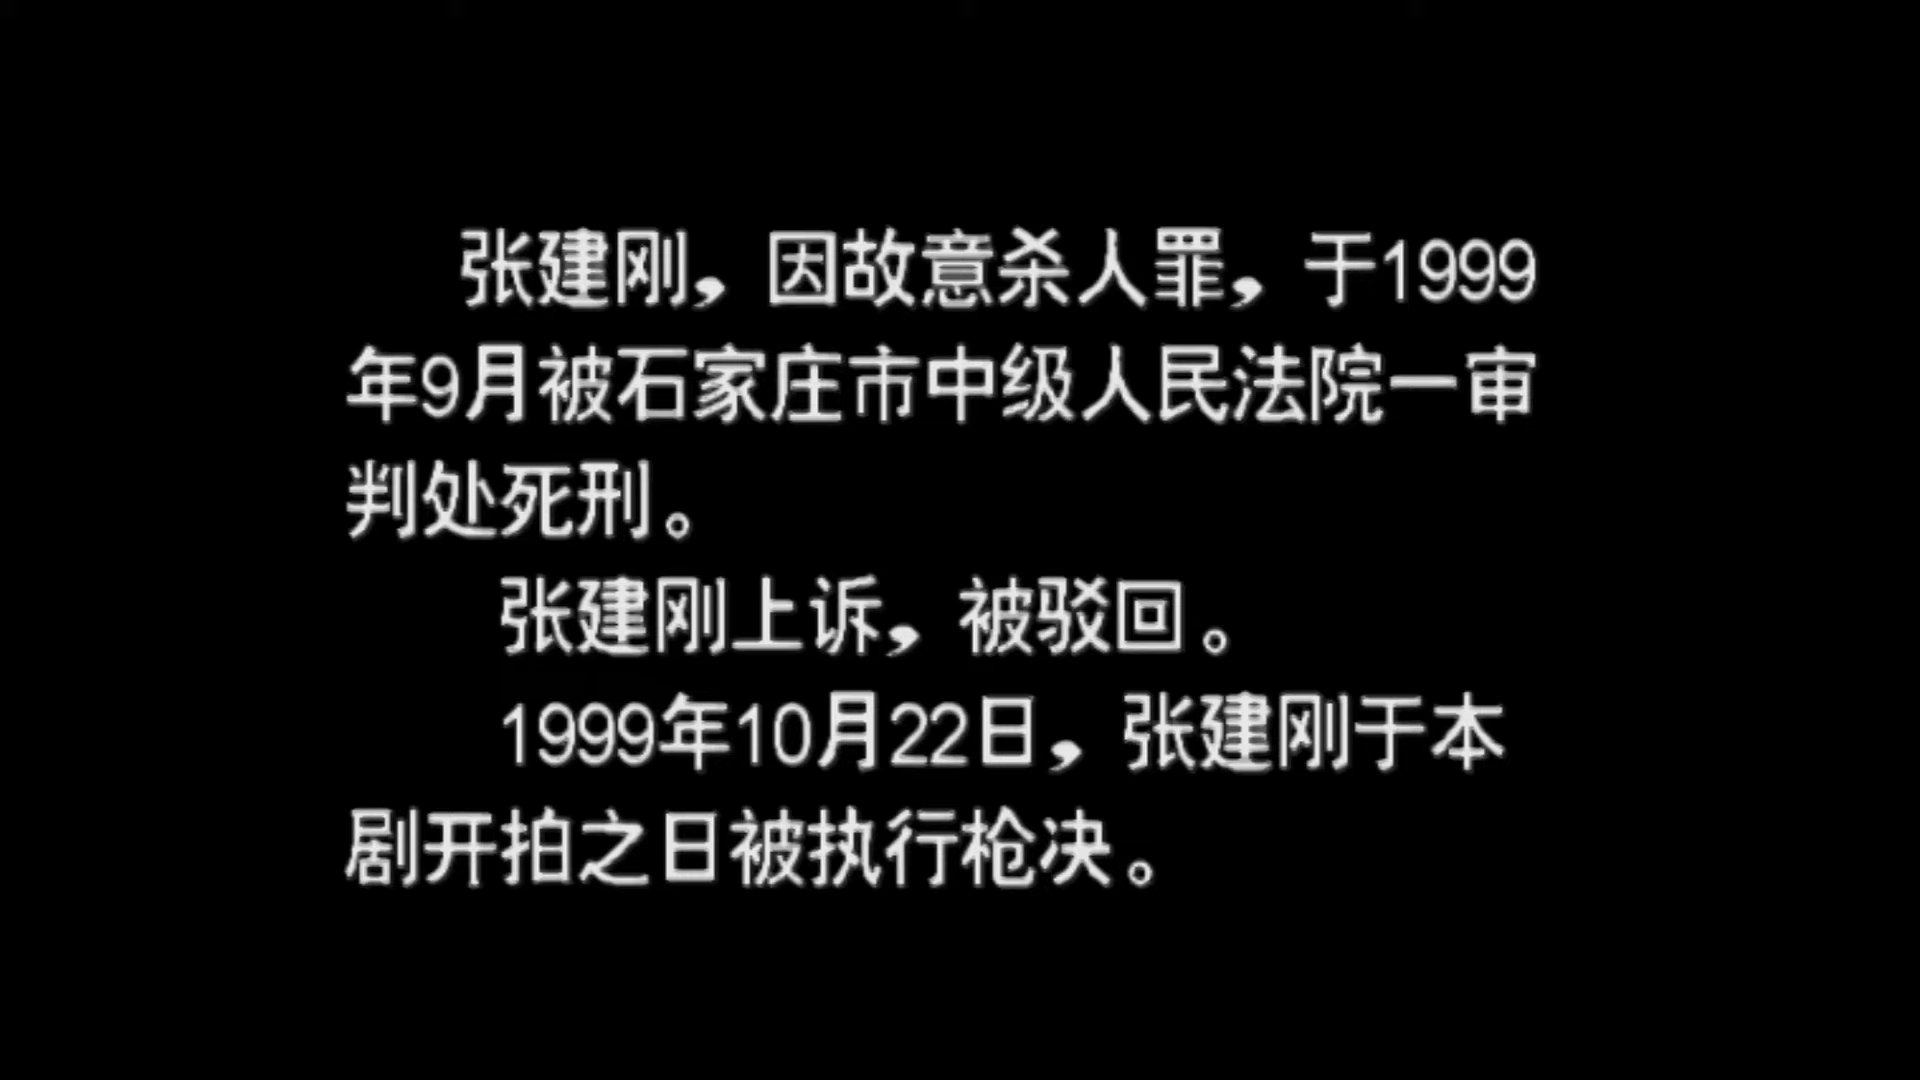 张建刚，因故意杀人罪，于1999
年9月被石家庄市中级人民法院一审
判处死刑。
张建刚上诉，被驳回。
1999年10月22日，张建刚于本
剧开拍之日被执行枪决。